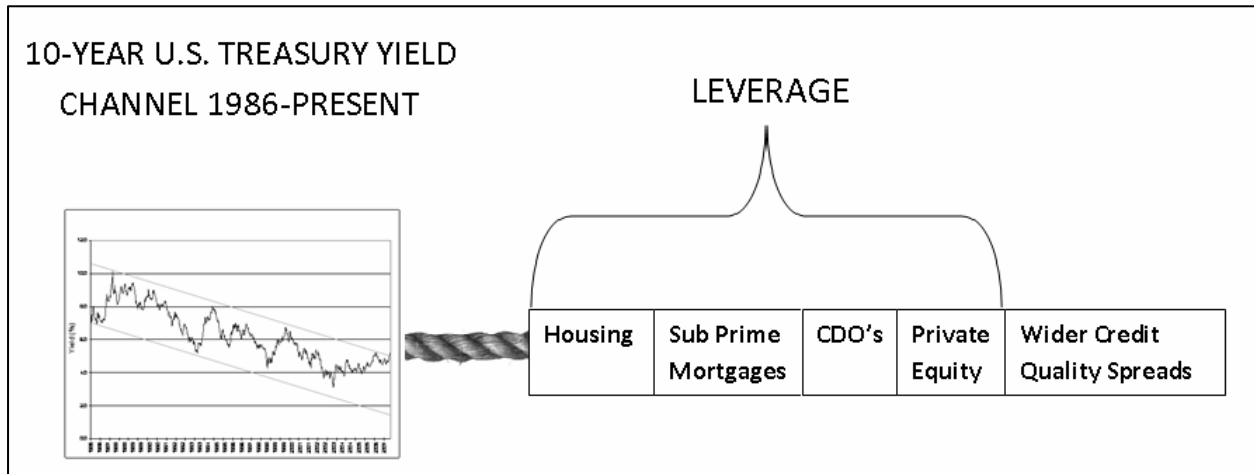 10-YEAR U.S. TREASURY YIELD
CHANNEL 1986-PRESENT
LEVERAGE
Yield (%)
Housing
Sub Prime
Mortgages
CDO's
Private
Equity
Wider Credit
Quality Spreads